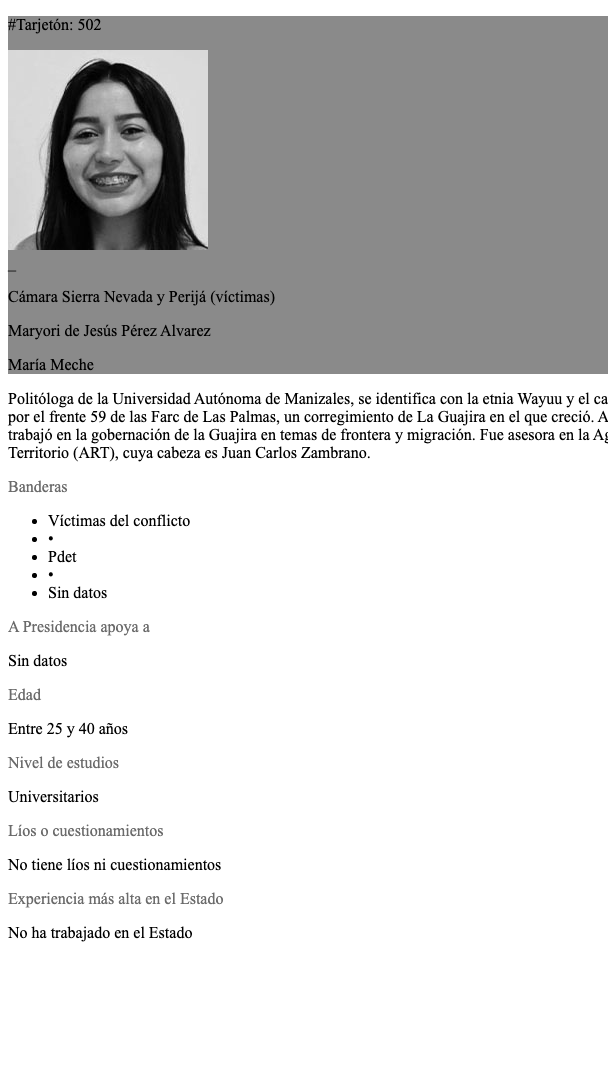 #Tarjetón: 502
_
Cámara Sierra Nevada y Perijá (víctimas)
Maryori de Jesús Pérez Alvarez
María Meche
Politóloga de la Universidad Autónoma de Manizales, se identifica con la etnia Wayuu y el ca
por el frente 59 de las Farc de Las Palmas, un corregimiento de La Guajira en el que creció. A
trabajó en la gobernación de la Guajira en temas de frontera y migración. Fue asesora en la Ag
Territorio (ART), cuya cabeza es Juan Carlos Zambrano.
Banderas
• Víctimas del conflicto
• •
• Pdet
• •
• Sin datos
A Presidencia apoya a
Sin datos
Edad
Entre 25 y 40 años
Nivel de estudios
Universitarios
Líos o cuestionamientos
No tiene líos ni cuestionamientos
Experiencia más alta en el Estado
No ha trabajado en el Estado